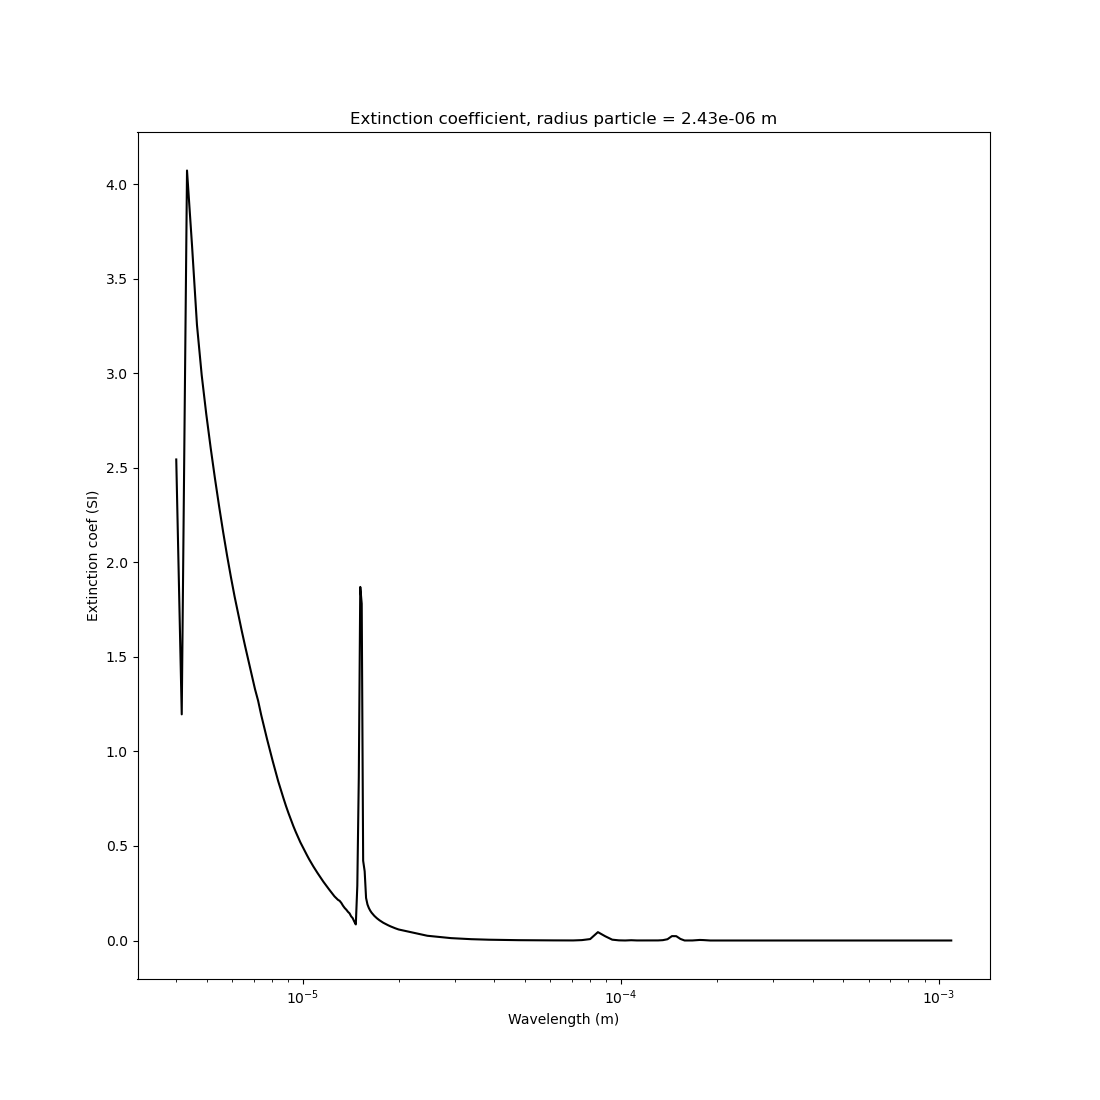 Extinction coefficient, radius particle = 2.43e-06 m
4.0
3.5
3.0
2.5
2.0
1.5
1.0
0.5
0.0
Extinction coef (SI)
10⁻⁵ 10⁻⁴ 10⁻³
Wavelength (m)